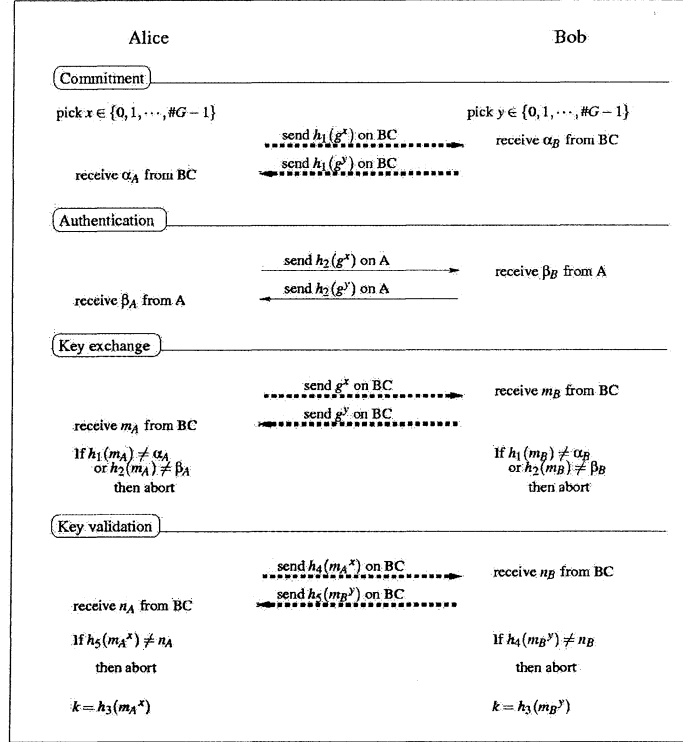 Alice Bob
Commitment
pick x ∈ {0, 1, ⋯, #G − 1} pick y ∈ {0, 1, ⋯, #G − 1}
send h₁(gˣ) on BC
receive α_B from BC
send h₁(gʸ) on BC
receive α_A from BC
Authentication
send h₂(gˣ) on A
receive β_B from A
send h₂(gʸ) on A
receive β_A from A
Key exchange
send gˣ on BC
receive m_B from BC
send gʸ on BC
receive m_A from BC
If h₁(m_A) ≠ α_A If h₁(m_B) ≠ α_B
or h₂(m_A) ≠ β_A or h₂(m_B) ≠ β_B
then abort then abort
Key validation
send h₄(m_Aˣ) on BC
receive n_B from BC
send h₅(m_Bʸ) on BC
receive n_A from BC
If h₅(m_Aˣ) ≠ n_A If h₄(m_Bʸ) ≠ n_B
then abort then abort
k = h₃(m_Aˣ) k = h₃(m_Bʸ)